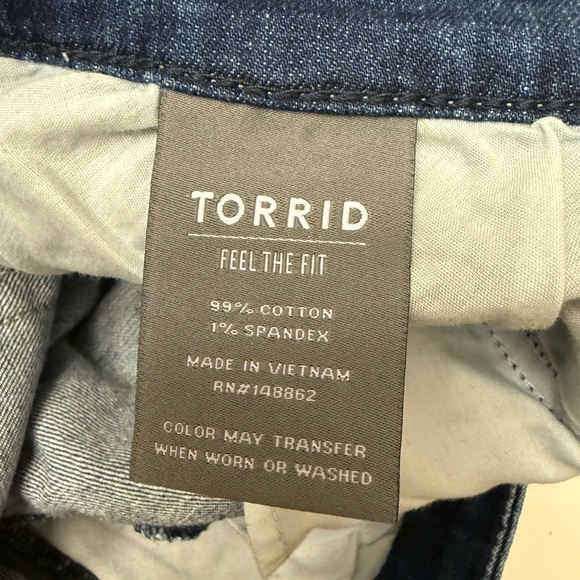 TORRID
FEEL THE FIT
99% COTTON
1% SPANDEX
MADE IN VIETNAM
RN#148862
COLOR MAY TRANSFER
WHEN WORN OR WASHED